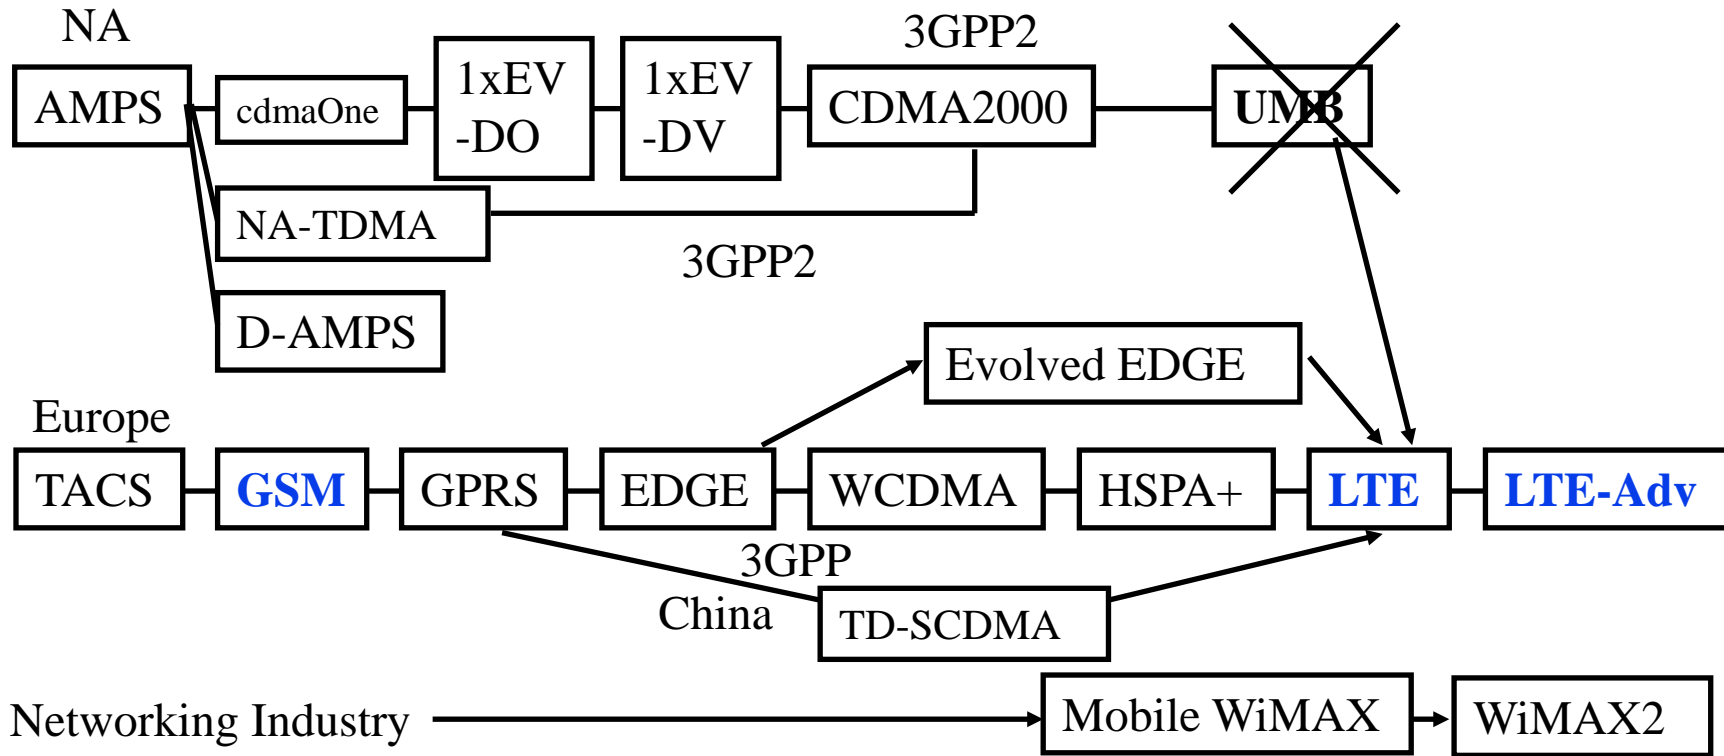 NA
3GPP2
AMPS
cdmaOne
1xEV
-DO
1xEV
-DV
CDMA2000
UMB
NA-TDMA
3GPP2
D-AMPS
Evolved EDGE
Europe
TACS
GSM
GPRS
EDGE
WCDMA
HSPA+
LTE
LTE-Adv
3GPP
China
TD-SCDMA
Networking Industry
Mobile WiMAX
WiMAX2